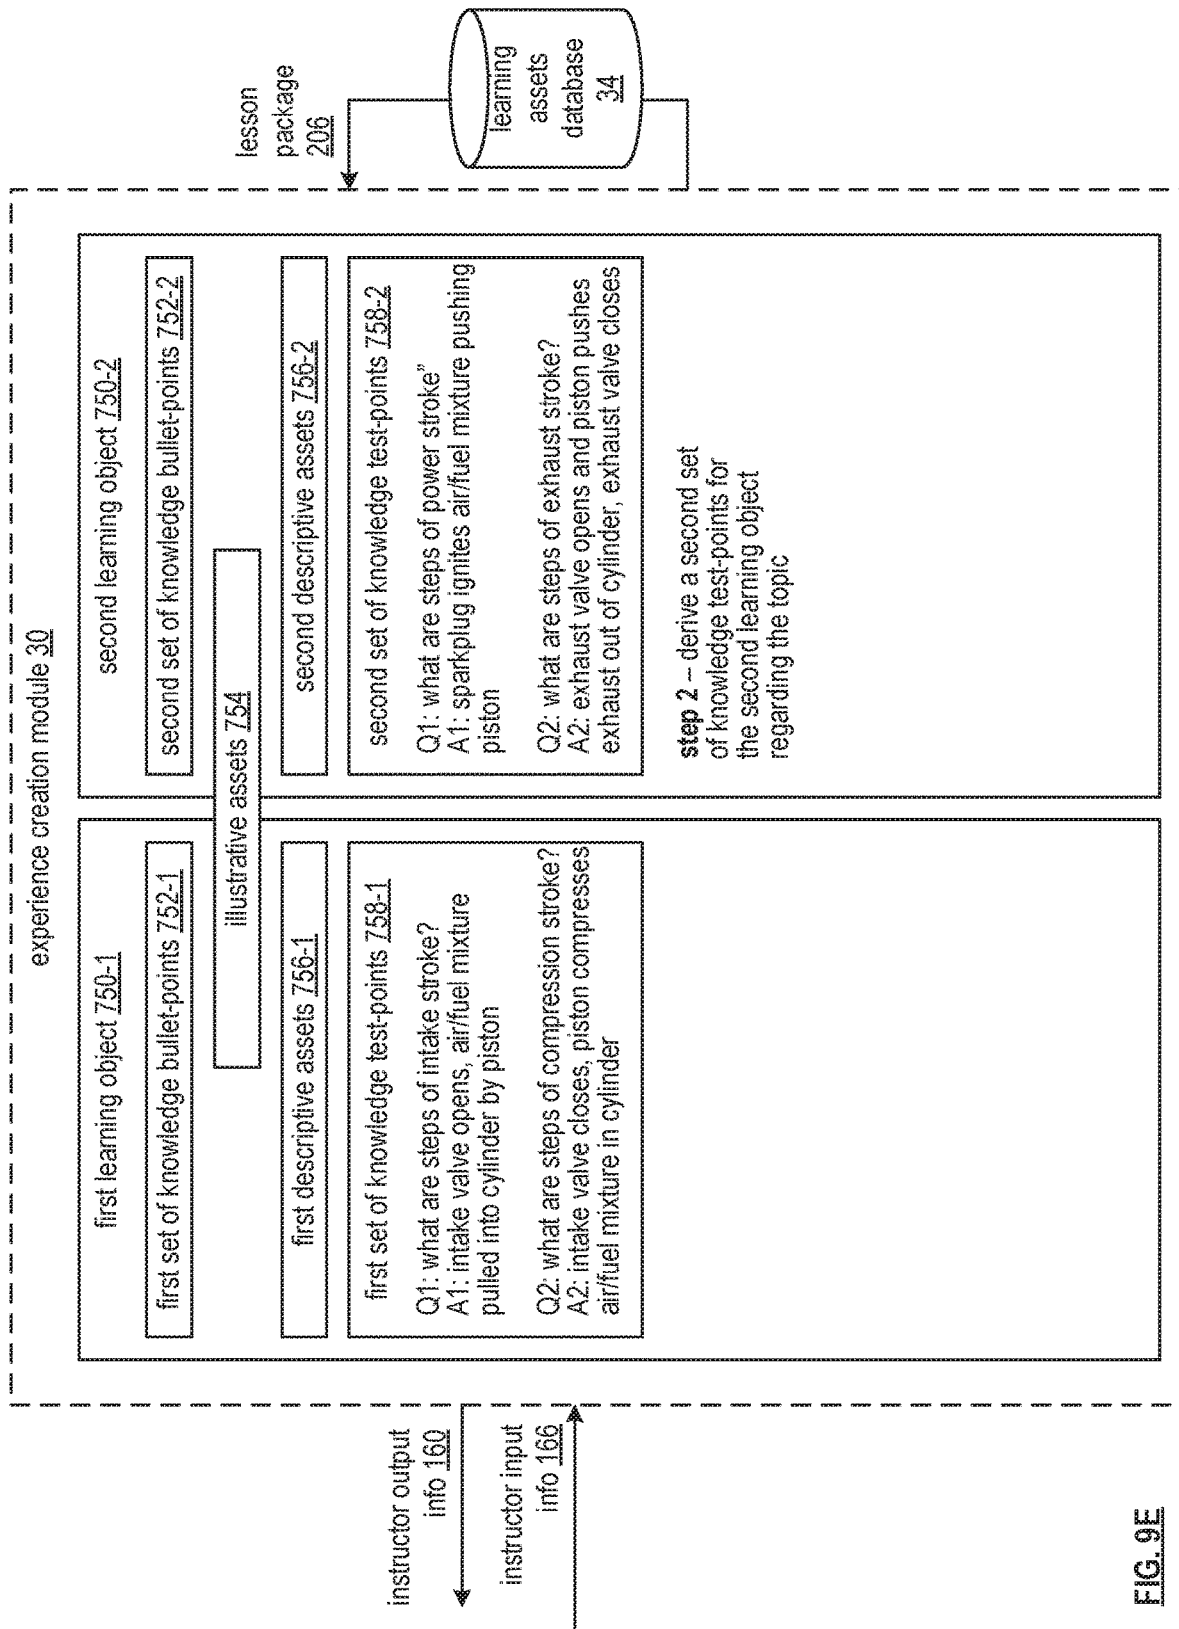 experience creation module 30
first learning object 750-1
first set of knowledge bullet-points 752-1
second learning object 750-2
second set of knowledge bullet-points 752-2
illustrative assets 754
first descriptive assets 756-1
second descriptive assets 756-2
first set of knowledge test-points 758-1
Q1: what are steps of intake stroke?
A1: intake valve opens, air/fuel mixture
pulled into cylinder by piston
Q2: what are steps of compression stroke?
A2: intake valve closes, piston compresses
air/fuel mixture in cylinder
second set of knowledge test-points 758-2
Q1: what are steps of power stroke”
A1: sparkplug ignites air/fuel mixture pushing
piston
Q2: what are steps of exhaust stroke?
A2: exhaust valve opens and piston pushes
exhaust out of cylinder, exhaust valve closes
step 2 – derive a second set
of knowledge test-points for
the second learning object
regarding the topic
instructor output
info 160
instructor input
info 166
lesson
package
206
learning
assets
database
34
FIG. 9E